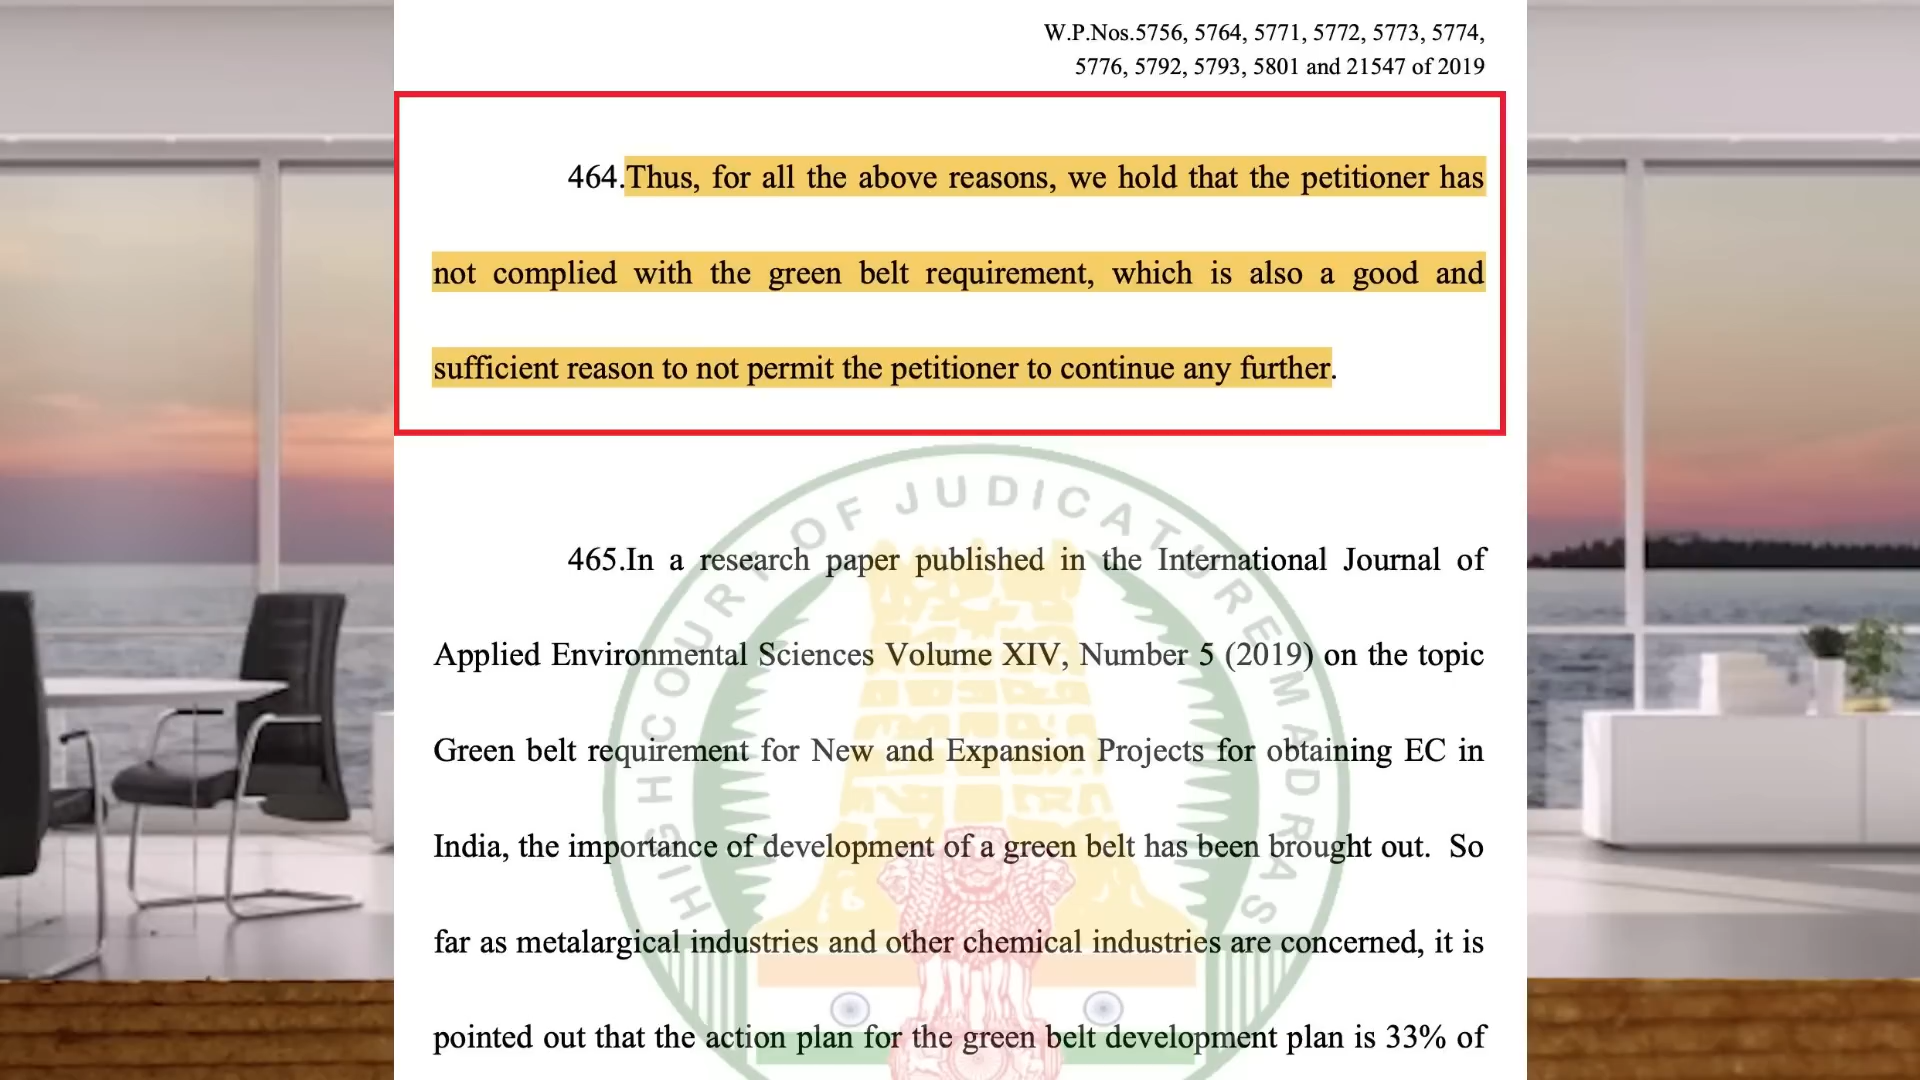 W.P.Nos.5756, 5764, 5771, 5772, 5773, 5774,
5776, 5792, 5793, 5801 and 21547 of 2019
464.Thus, for all the above reasons, we hold that the petitioner has
not complied with the green belt requirement, which is also a good and
sufficient reason to not permit the petitioner to continue any further.
HIGH COURT OF JUDICATURE MADRAS
465.In a research paper published in the International Journal of
Applied Environmental Sciences Volume XIV, Number 5 (2019) on the topic
Green belt requirement for New and Expansion Projects for obtaining EC in
India, the importance of development of a green belt has been brought out. So
far as metalargical industries and other chemical industries are concerned, it is
pointed out that the action plan for the green belt development plan is 33% of